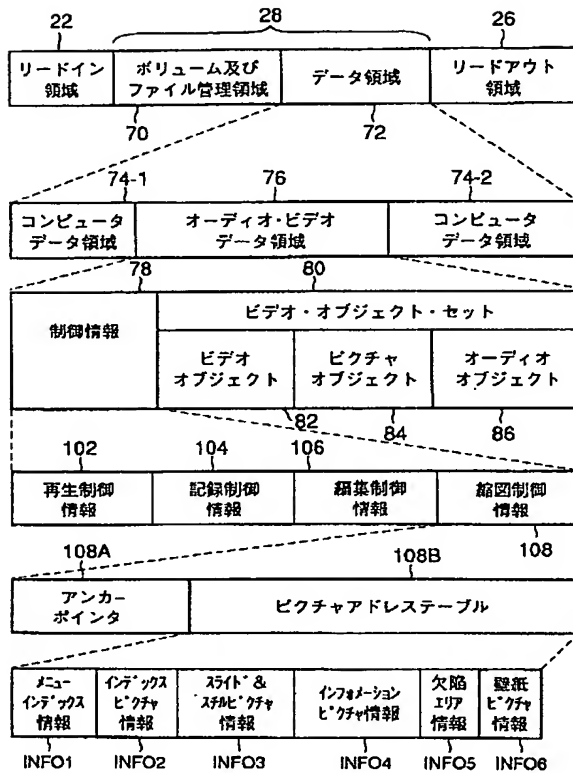 22
28
26
リードイン
領域
ボリューム及び
ファイル管理領域
データ領域
リードアウト
領域
70
72
74-1
76
74-2
コンピュータ
データ領域
オーディオ・ビデオ
データ領域
コンピュータ
データ領域
78
80
制御情報
ビデオ・オブジェクト・セット
ビデオ
オブジェクト
ピクチャ
オブジェクト
オーディオ
オブジェクト
82
84
86
102
104
106
再生制御
情報
記録制御
情報
編集制御
情報
縮図制御
情報
108
108A
108B
アンカー
ポインタ
ピクチャアドレステーブル
メニュー
インデックス
情報
インデックス
ピクチャ
情報
スライド&
スチルピクチャ
情報
インフォメーション
ピクチャ情報
欠陥
エリア
情報
壁紙
ピクチャ
情報
INFO1
INFO2
INFO3
INFO4
INFO5
INFO6